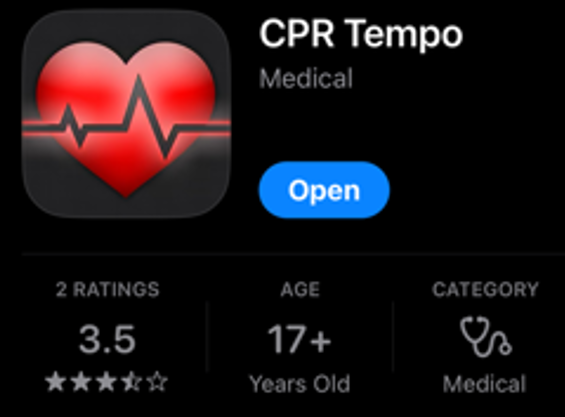 CPR Tempo
Medical
Open
2 RATINGS
3.5
AGE
17+
Years Old
CATEGORY
Medical